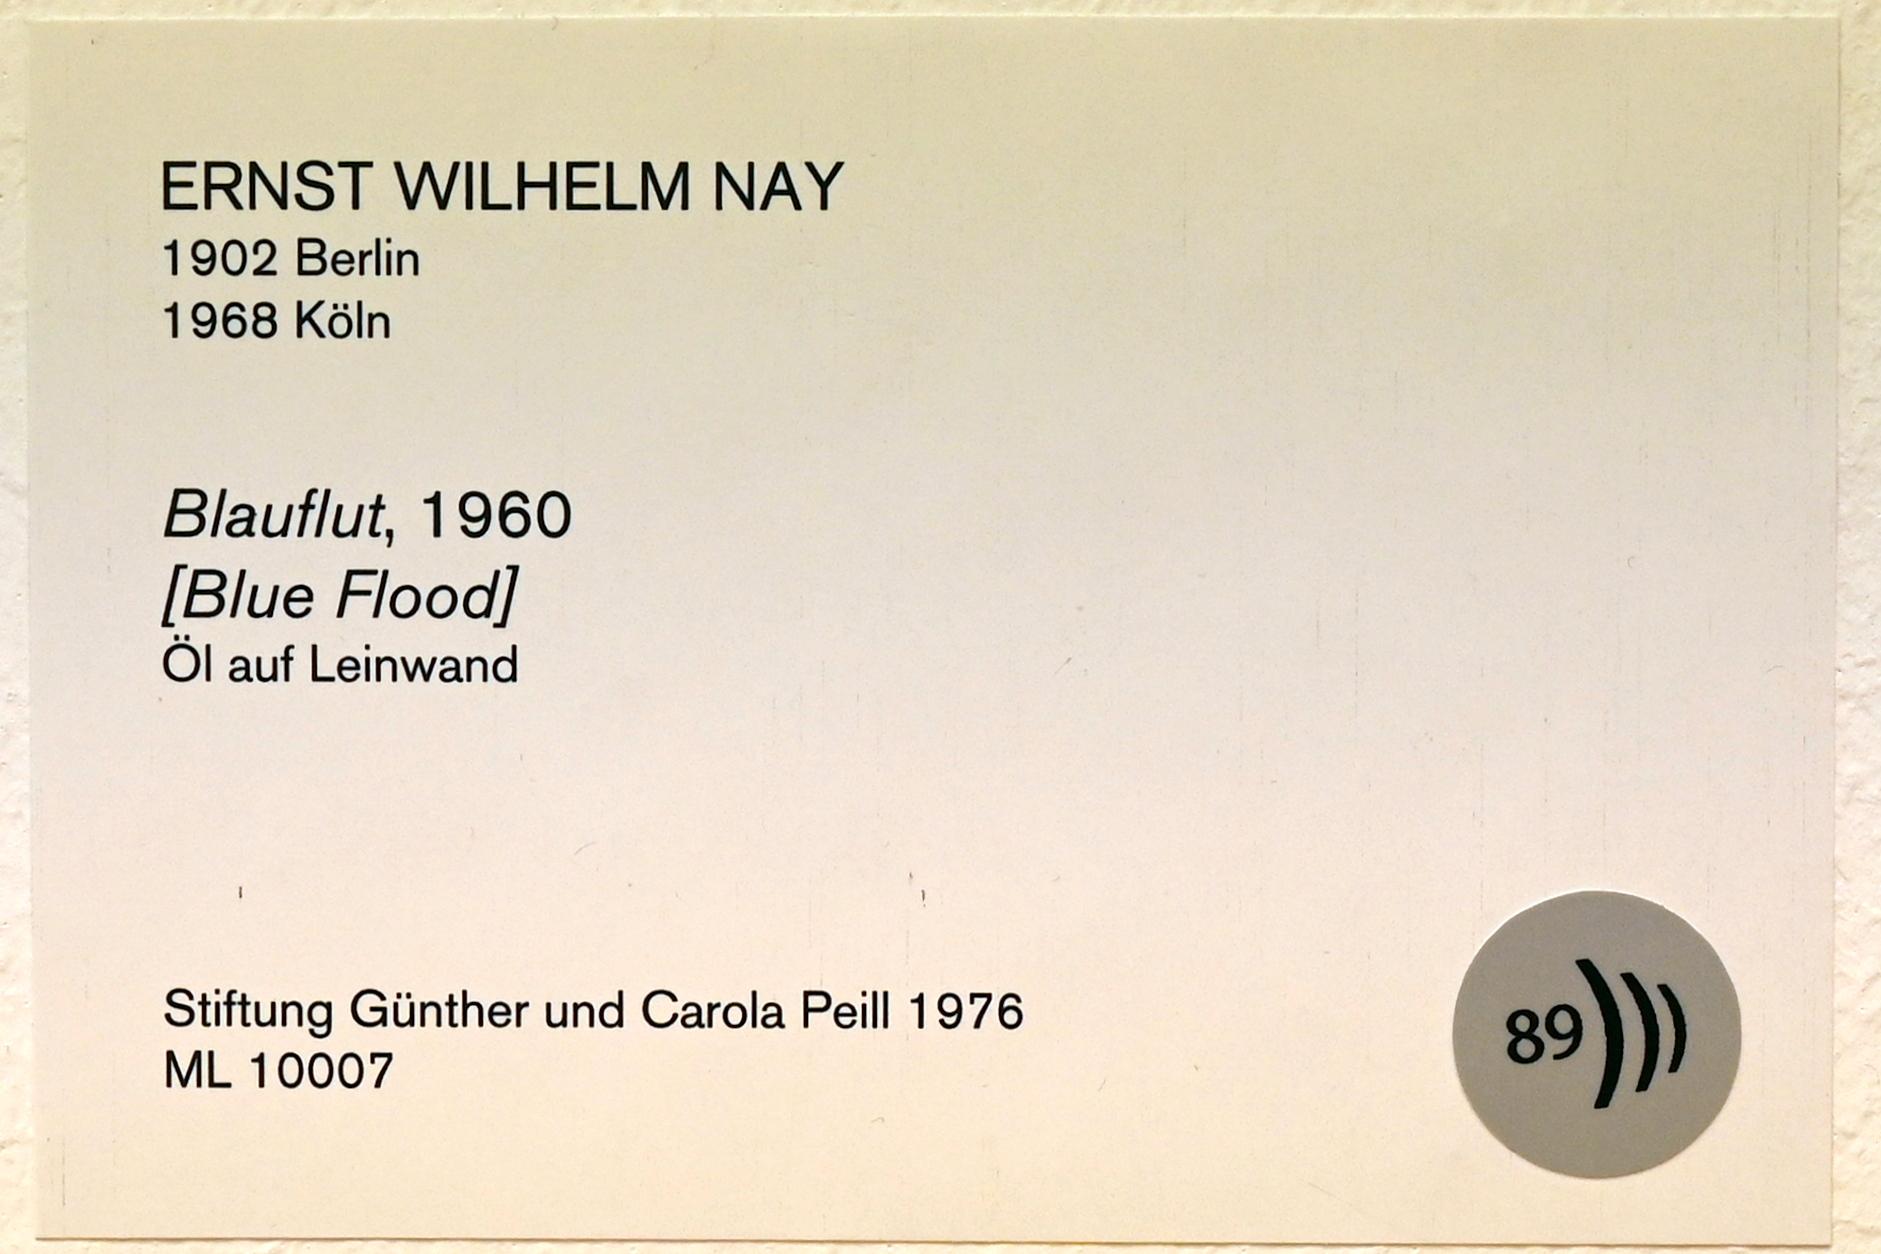 ERNST WILHELM NAY
1902 Berlin
1968 Köln
Blauflut, 1960
[Blue Flood]
Öl auf Leinwand
Stiftung Günther und Carola Peill 1976
ML 10007
89